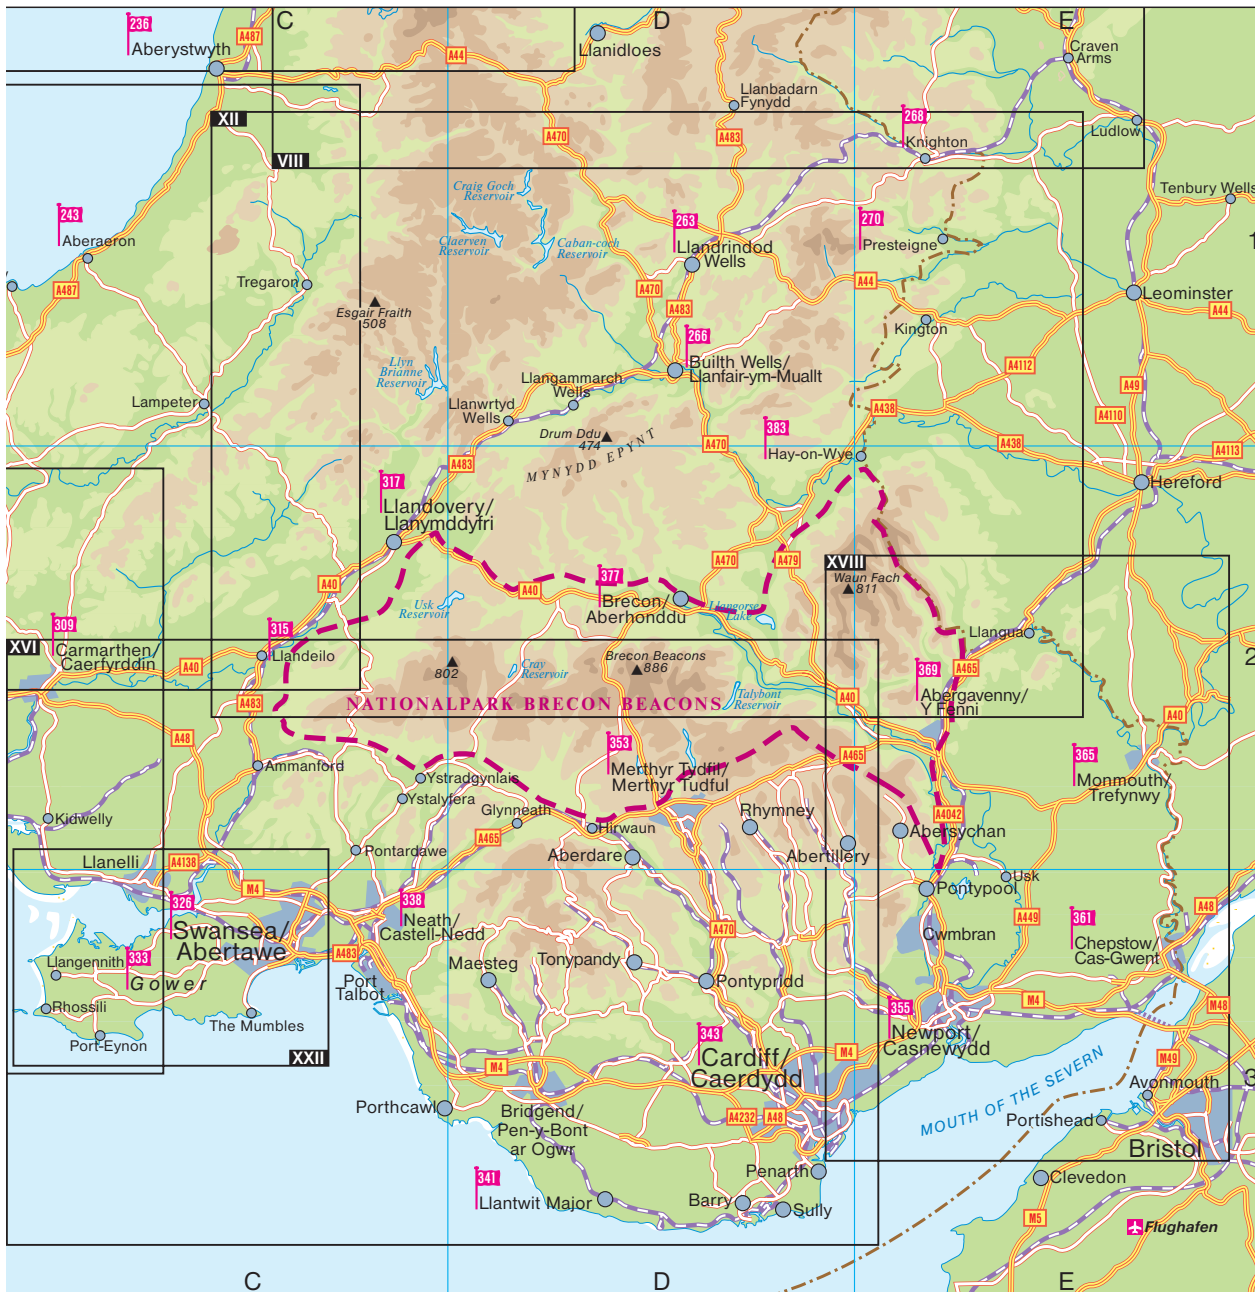 C
D
E
236
Aberystwyth
A487
A44
Llanidloes
Craven
Arms
Llanbadarn
Fynydd
XII
VIII
A470
A483
268
Knighton
Ludlow
Tenbury Wells
Craig Goch
Reservoir
Claerven
Reservoir
Caban-coch
Reservoir
243
Aberaeron
A487
263
Llandrindod
Wells
270
Presteigne
1
Tregaron
Esgair Fraith
508
A470
A483
A44
Leominster
A44
Kington
266
Builth Wells/
Llanfair-ym-Muallt
Llyn
Brianne
Reservoir
Llangammarch
Wells
Llanwrtyd
Wells
A4112
A49
A4110
Lampeter
A438
Drum Ddu
474
MYNYDD EPYNT
A470
383
Hay-on-Wye
A438
A4113
A483
317
Llandovery/
Llanymddyfri
Hereford
A40
A40
377
Brecon/
Aberhonddu
A470
A479
Llangorse
Lake
XVIII
Waun Fach
811
Usk
Reservoir
309
Carmarthen/
Caerfyrddin
315
Llandeilo
XVI
A40
Llangua
2
802
Cray
Reservoir
Brecon Beacons
886
Talybont
Reservoir
A465
369
Abergavenny/
Y Fenni
A40
A483
NATIONALPARK BRECON BEACONS
A40
A48
353
Merthyr Tydfil/
Merthyr Tudful
A465
365
Monmouth/
Trefynwy
Ammanford
Ystradgynlais
Ystalyfera
Glynneath
Kidwelly
A465
Hirwaun
Rhymney
A4042
Abersychan
Pontardawe
Aberdare
Abertillery
Llanelli
A4138
M4
Usk
Pontypool
326
Swansea/
Abertawe
338
Neath/
Castell-Nedd
A470
Cwmbran
A449
361
Chepstow/
Cas-Gwent
A48
333
Gower
Llangennith
A483
Port
Talbot
Maesteg
Tonypandy
Pontypridd
Rhossili
The Mumbles
Port-Eynon
XXII
355
Newport/
Casnewydd
M4
M48
343
Cardiff/
Caerdydd
M4
M4
M49
Avonmouth
3
Porthcawl
Bridgend/
Pen-y-Bont
ar Ogwr
A4232
A48
MOUTH OF THE SEVERN
Portishead
Bristol
341
Llantwit Major
Penarth
Barry
Sully
Clevedon
M5
Flughafen
C
D
E